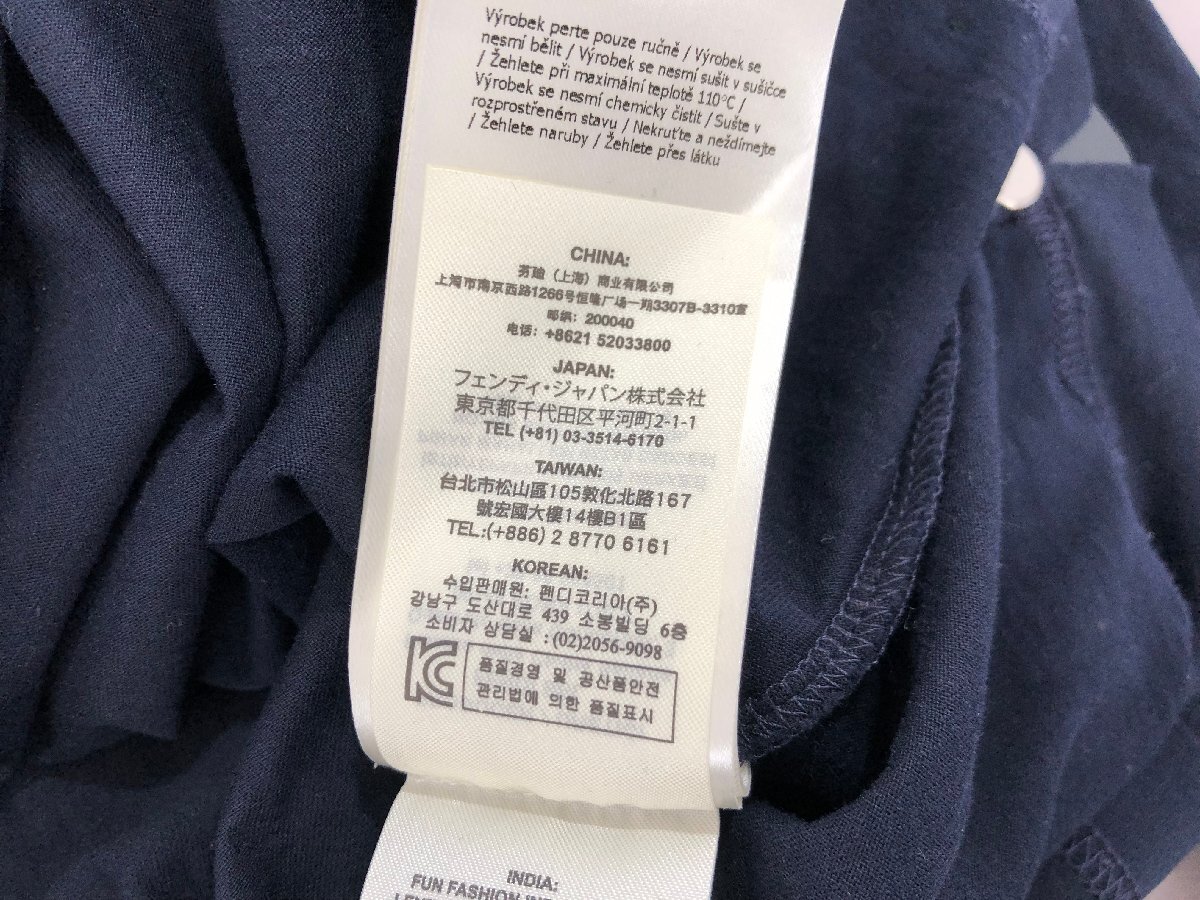 Výrobek perte pouze ručně / Výrobek se
nesmí bělit / Výrobek se nesmí sušit v sušičce
/ Žehlete při maximální teplotě 110°C /
Výrobek se nesmí chemicky čistit / Sušte v
rozprostřeném stavu / Nekruťte a neždímejte
/ Žehlete naruby / Žehlete přes látku
CHINA:
芬迪（上海）商业有限公司
上海市南京西路1266号恒隆广场一期3307B-3310室
邮编：200040
电话：+8621 52033800
JAPAN:
フェンディ・ジャパン株式会社
東京都千代田区平河町2-1-1
TEL (+81) 03-3514-6170
TAIWAN:
台北市松山區105敦化北路167
號宏國大樓14樓B1區
TEL.:(+886) 2 8770 6161
KOREAN:
수입판매원: 펜디코리아(주)
강남구 도산대로 439 소봉빌딩 6층
소비자 상담실 :(02)2056-9098
품질경영 및 공산품안전
관리법에 의한 품질표시
INDIA:
FUN FASHION